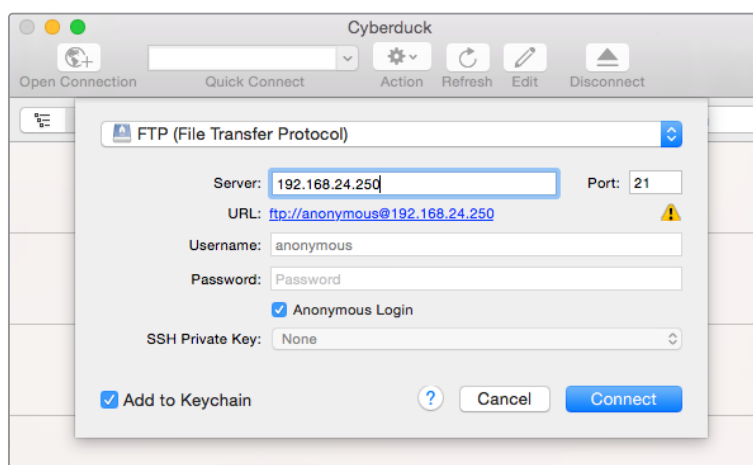 Cyberduck
Open Connection Quick Connect Action Refresh Edit Disconnect
FTP (File Transfer Protocol)
Server: 192.168.24.250 Port: 21
URL: ftp://anonymous@192.168.24.250
Username: anonymous
Password: Password
Anonymous Login
SSH Private Key: None
Add to Keychain ? Cancel Connect